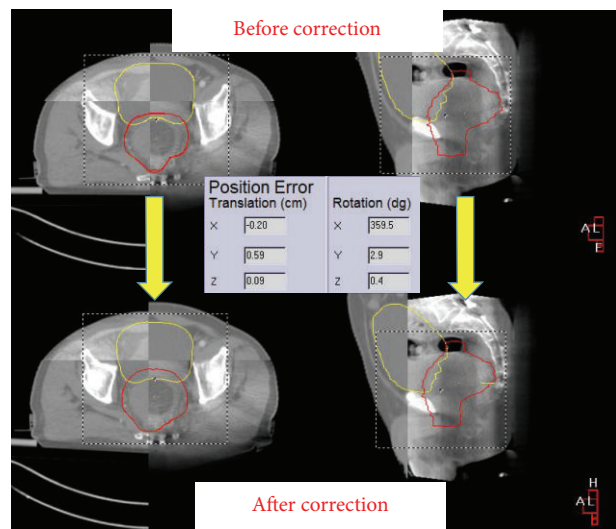 Before correction
Position Error
Translation (cm)
Rotation (dg)
X -0.20 X 359.5
Y 0.59 Y 2.9
Z 0.09 Z 0.4
A L
F
H
A L
After correction